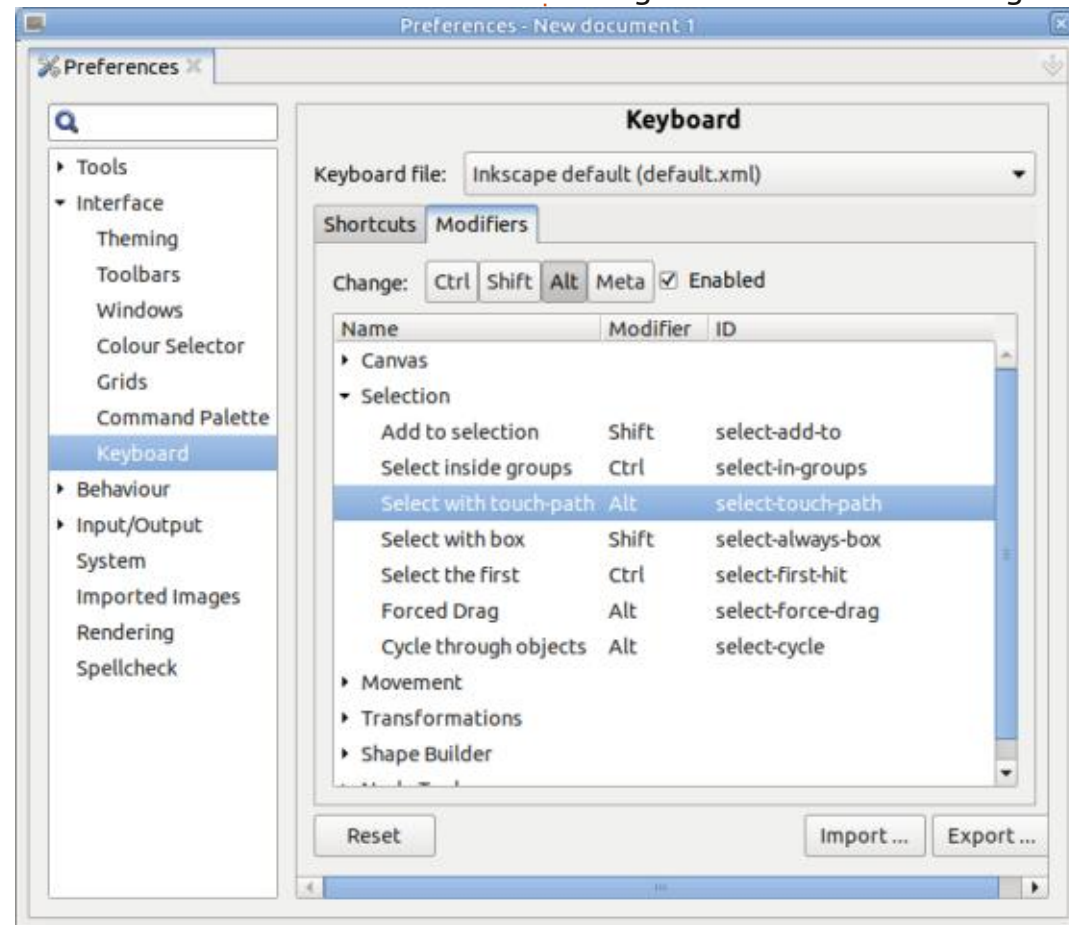 Preferences - New document 1
Preferences
Keyboard
Tools
Interface
Theming
Toolbars
Windows
Colour Selector
Grids
Command Palette
Keyboard
Behaviour
Input/Output
System
Imported Images
Rendering
Spellcheck
Keyboard file: Inkscape default (default.xml)
Shortcuts Modifiers
Change: Ctrl Shift Alt Meta Enabled
Name Modifier ID
Canvas
Selection
Add to selection Shift select-add-to
Select inside groups Ctrl select-in-groups
Select with touch-path Alt select-touch-path
Select with box Shift select-always-box
Select the first Ctrl select-first-hit
Forced Drag Alt select-force-drag
Cycle through objects Alt select-cycle
Movement
Transformations
Shape Builder
Reset Import ... Export ...